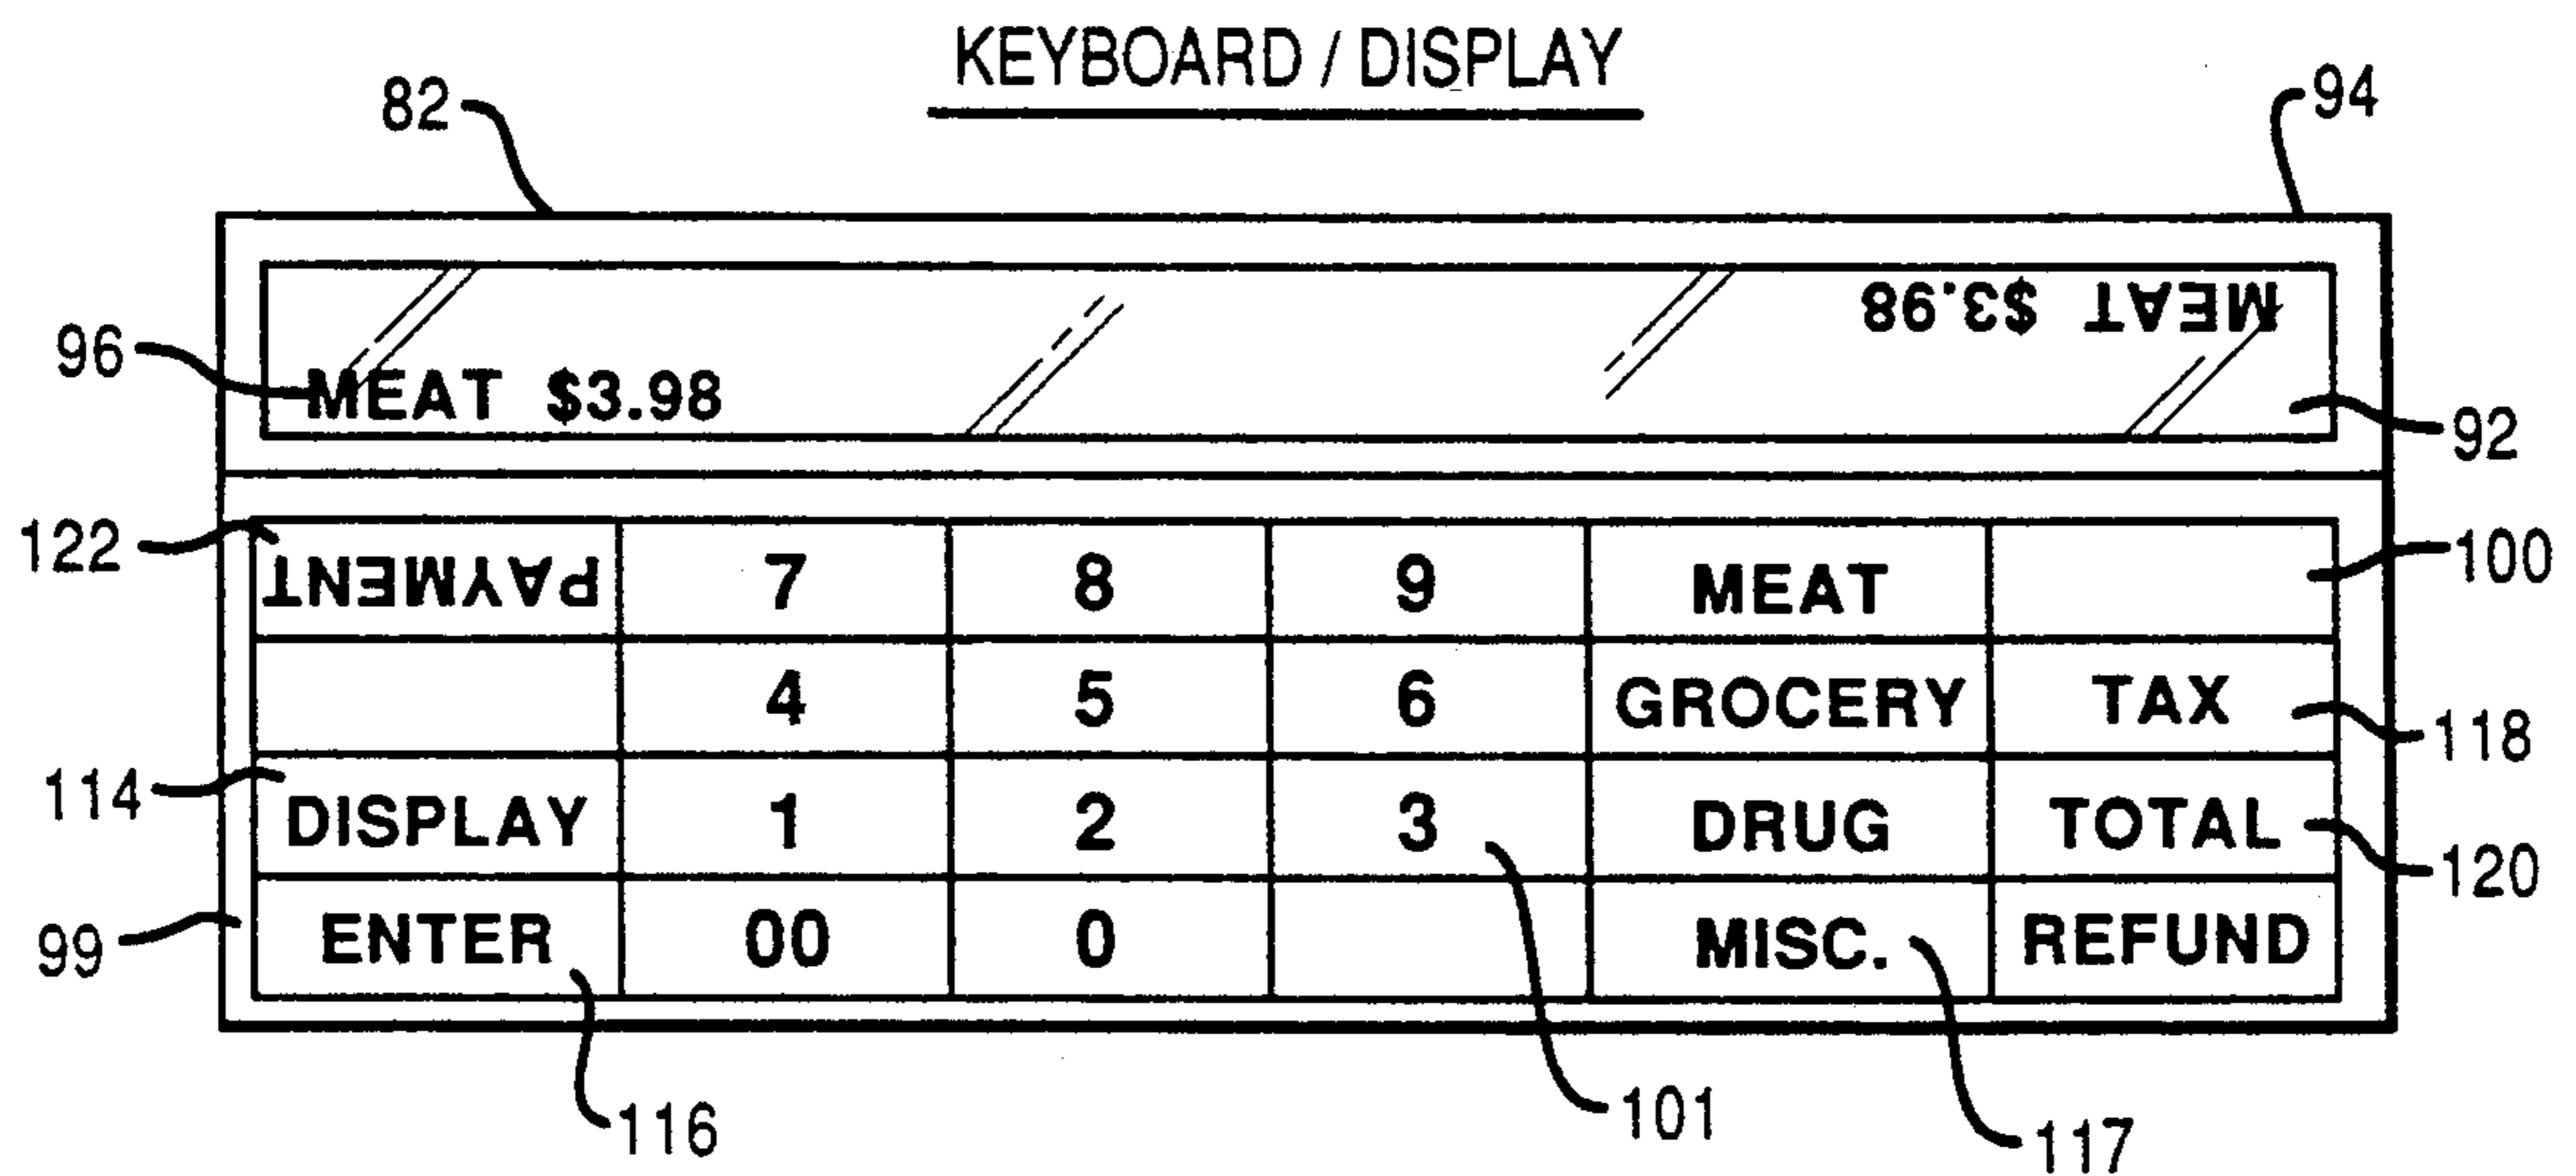 KEYBOARD / DISPLAY
82
94
MEAT $3.98
96
MEAT $3.98
92
122
PAYMENT 7 8 9 MEAT
100
4 5 6 GROCERY TAX
118
114
DISPLAY 1 2 3 DRUG TOTAL
120
99
ENTER 00 0 MISC. REFUND
116
101
117